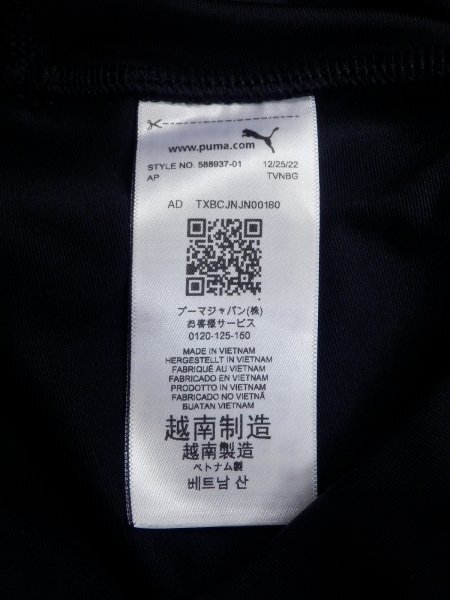 www.puma.com
STYLE NO. 588937-01 12/25/22
AP TVNBG
AD TXBCJNJN00180
プーマジャパン(株)
お客様サービス
0120-125-150
MADE IN VIETNAM
HERGESTELLT IN VIETNAM
FABRIQUÉ AU VIETNAM
FABRICADO EN VIETNAM
PRODOTTO IN VIETNAM
FABRICADO NO VIETNÃ
BUATAN VIETNAM
越南制造
越南製造
ベトナム製
베트남 산